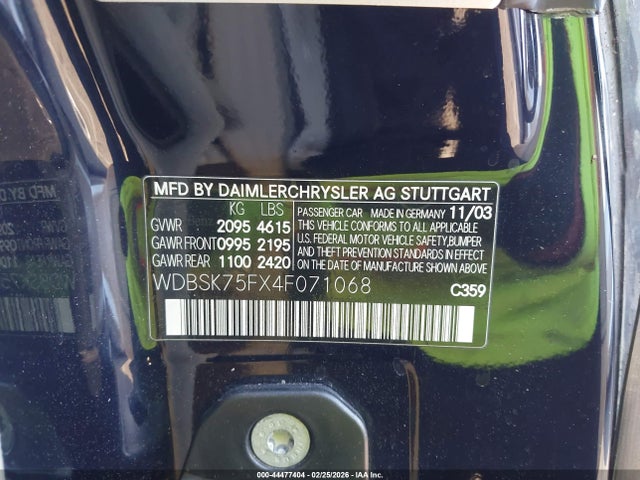 MFD BY DAIMLERCHRYSLER AG STUTTGART
KG LBS
GVWR 2095 4615
GAWR FRONT 0995 2195
GAWR REAR 1100 2420
PASSENGER CAR MADE IN GERMANY 11/03
THIS VEHICLE CONFORMS TO ALL APPLICABLE
U.S. FEDERAL MOTOR VEHICLE SAFETY, BUMPER
AND THEFT PREVENTION STANDARDS IN EFFECT
ON THE DATE OF MANUFACTURE SHOWN ABOVE.
WDBSK75FX4F071068
C359
000-44477404 - 02/25/2026 - IAA Inc.